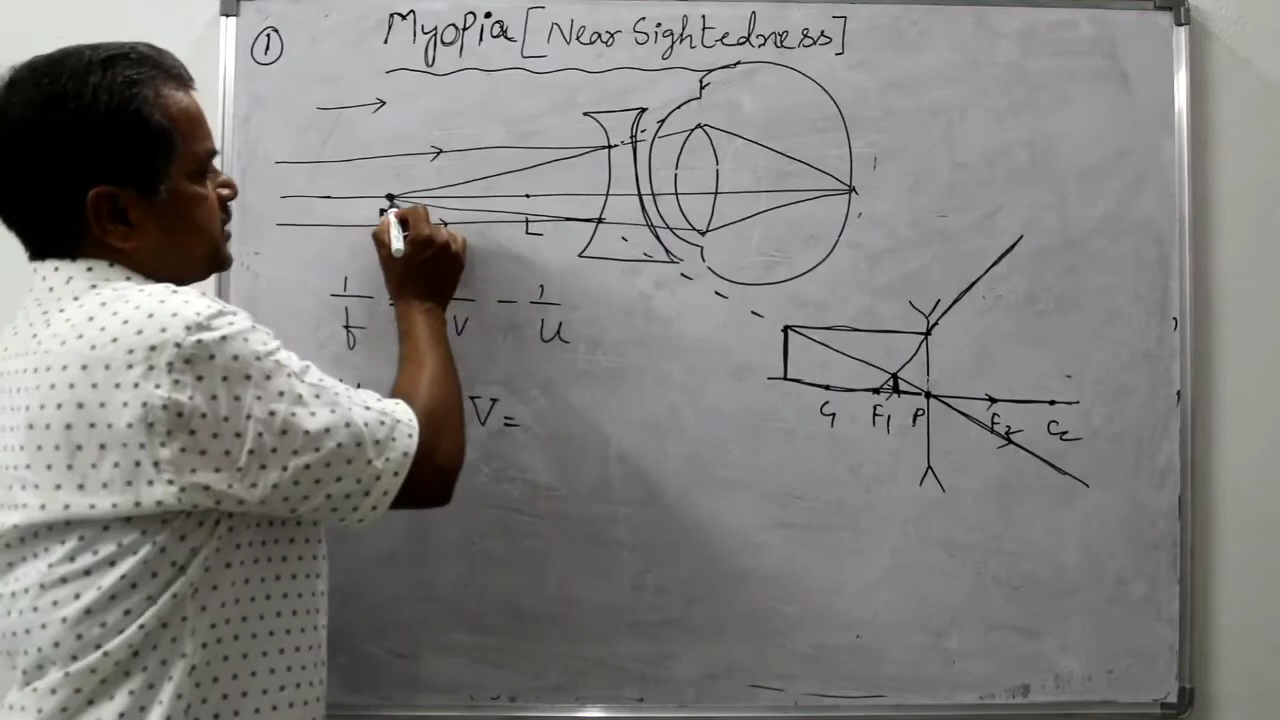 ① Myopia [Near Sightedness]
L
1/f = 1/v - 1/u
V =
C₁ F₁ P F₂ C₂